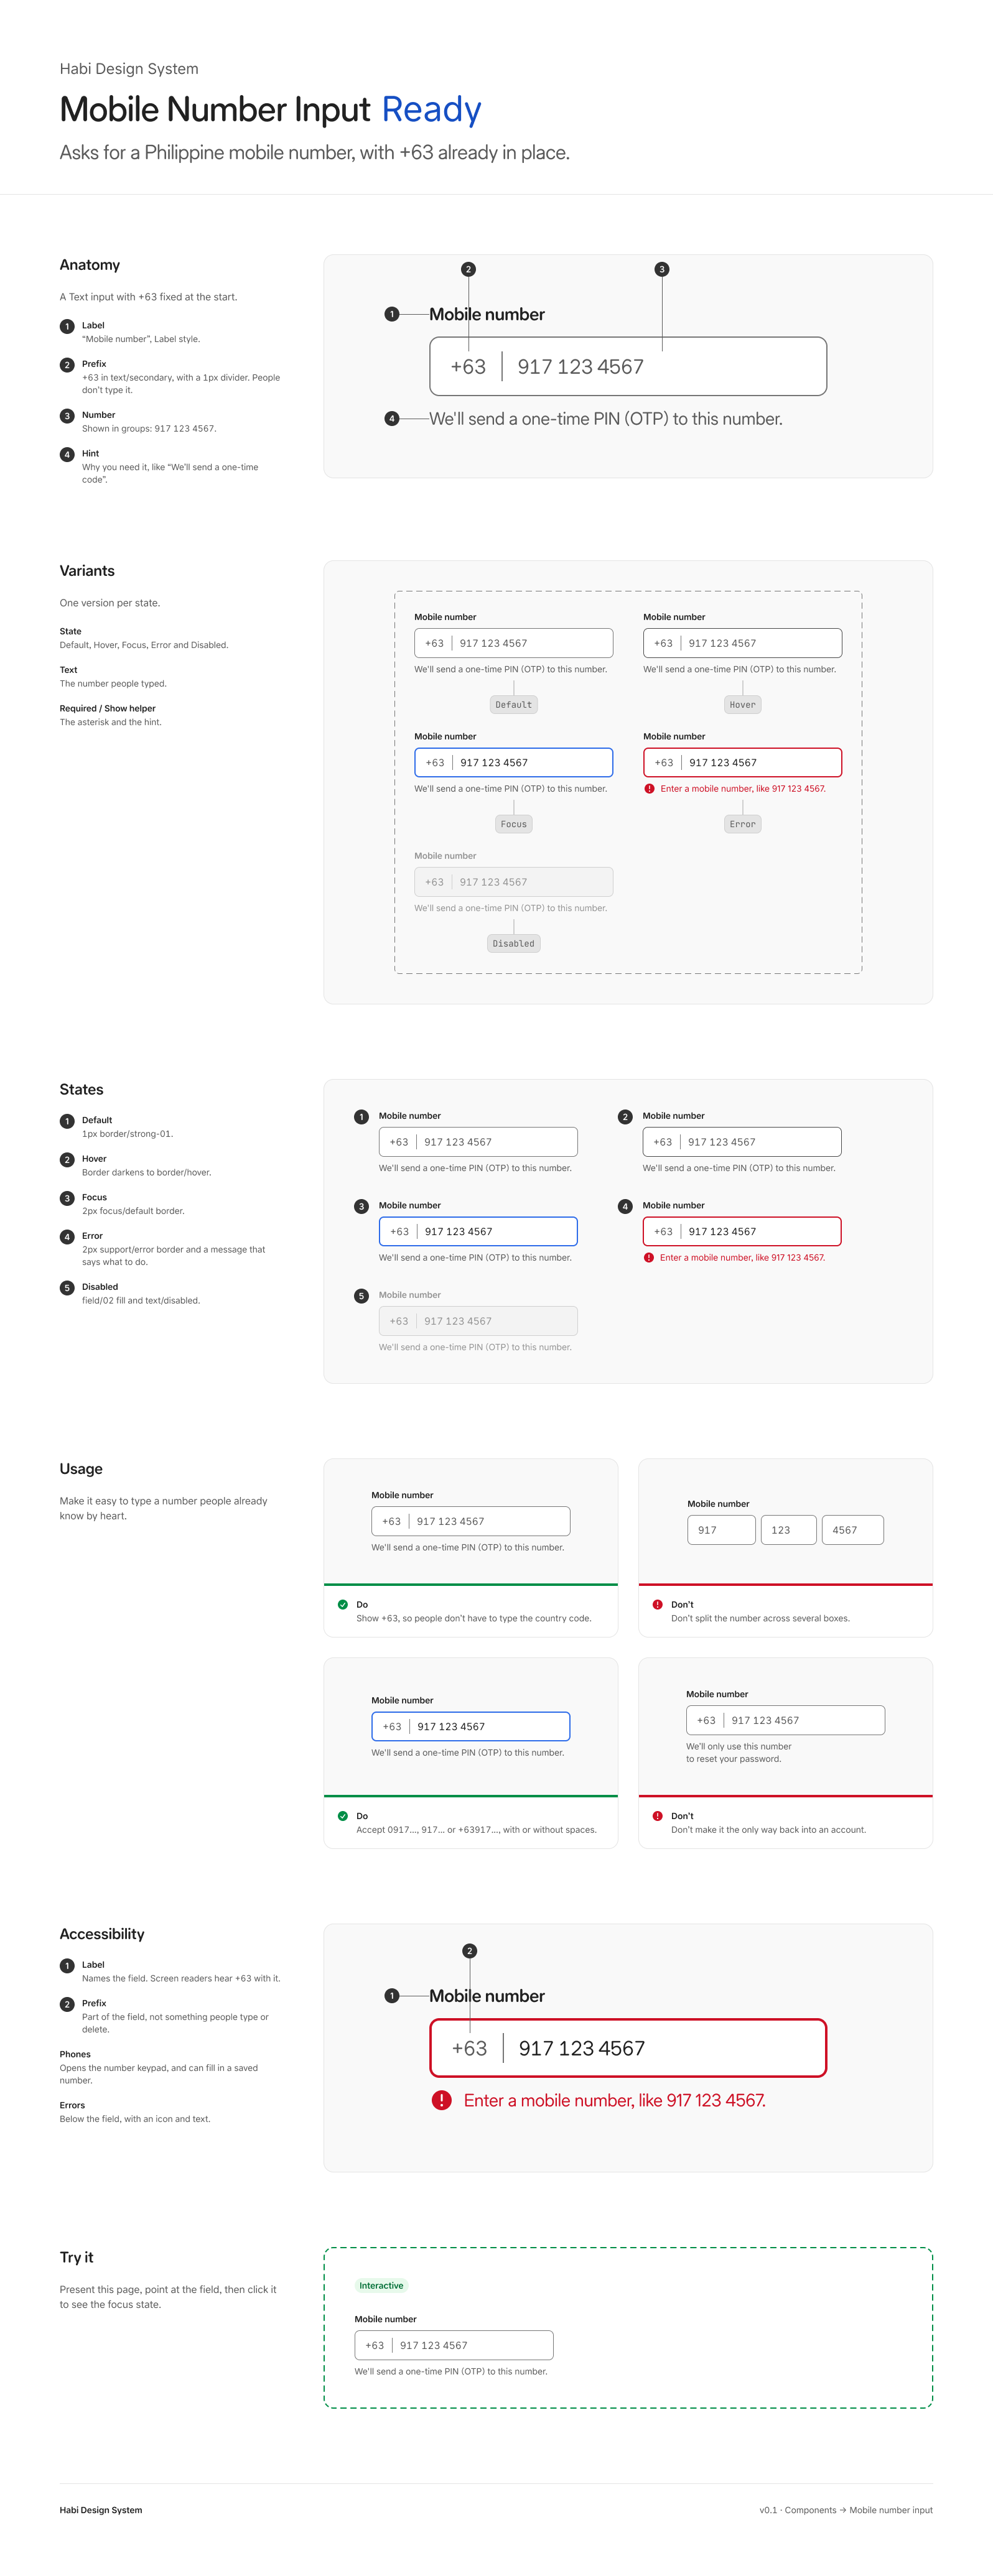 Habi Design System
Mobile Number Input Ready
Asks for a Philippine mobile number, with +63 already in place.
Anatomy
A Text input with +63 fixed at the start.
1 Label
“Mobile number”, Label style.
2 Prefix
+63 in text/secondary, with a 1px divider. People
don’t type it.
3 Number
Shown in groups: 917 123 4567.
4 Hint
Why you need it, like “We’ll send a one-time
code”.
2
3
1 Mobile number
+63 917 123 4567
4 We’ll send a one-time PIN (OTP) to this number.
Variants
One version per state.
State
Default, Hover, Focus, Error and Disabled.
Text
The number people typed.
Required / Show helper
The asterisk and the hint.
Mobile number
+63 917 123 4567
We’ll send a one-time PIN (OTP) to this number.
Default
Mobile number
+63 917 123 4567
We’ll send a one-time PIN (OTP) to this number.
Hover
Mobile number
+63 917 123 4567
We’ll send a one-time PIN (OTP) to this number.
Focus
Mobile number
+63 917 123 4567
Enter a mobile number, like 917 123 4567.
Error
Mobile number
+63 917 123 4567
We’ll send a one-time PIN (OTP) to this number.
Disabled
States
1 Default
1px border/strong-01.
2 Hover
Border darkens to border/hover.
3 Focus
2px focus/default border.
4 Error
2px support/error border and a message that
says what to do.
5 Disabled
field/02 fill and text/disabled.
1 Mobile number
+63 917 123 4567
We’ll send a one-time PIN (OTP) to this number.
2 Mobile number
+63 917 123 4567
We’ll send a one-time PIN (OTP) to this number.
3 Mobile number
+63 917 123 4567
We’ll send a one-time PIN (OTP) to this number.
4 Mobile number
+63 917 123 4567
Enter a mobile number, like 917 123 4567.
5 Mobile number
+63 917 123 4567
We’ll send a one-time PIN (OTP) to this number.
Usage
Make it easy to type a number people already
know by heart.
Mobile number
+63 917 123 4567
We’ll send a one-time PIN (OTP) to this number.
Do
Show +63, so people don’t have to type the country code.
Mobile number
917 123 4567
Don’t
Don’t split the number across several boxes.
Mobile number
+63 917 123 4567
We’ll send a one-time PIN (OTP) to this number.
Do
Accept 0917…, 917… or +63917…, with or without spaces.
Mobile number
+63 917 123 4567
We’ll only use this number
to reset your password.
Don’t
Don’t make it the only way back into an account.
Accessibility
1 Label
Names the field. Screen readers hear +63 with it.
2 Prefix
Part of the field, not something people type or
delete.
Phones
Opens the number keypad, and can fill in a saved
number.
Errors
Below the field, with an icon and text.
2
1 Mobile number
+63 917 123 4567
Enter a mobile number, like 917 123 4567.
Try it
Present this page, point at the field, then click it
to see the focus state.
Interactive
Mobile number
+63 917 123 4567
We’ll send a one-time PIN (OTP) to this number.
Habi Design System
v0.1 · Components → Mobile number input